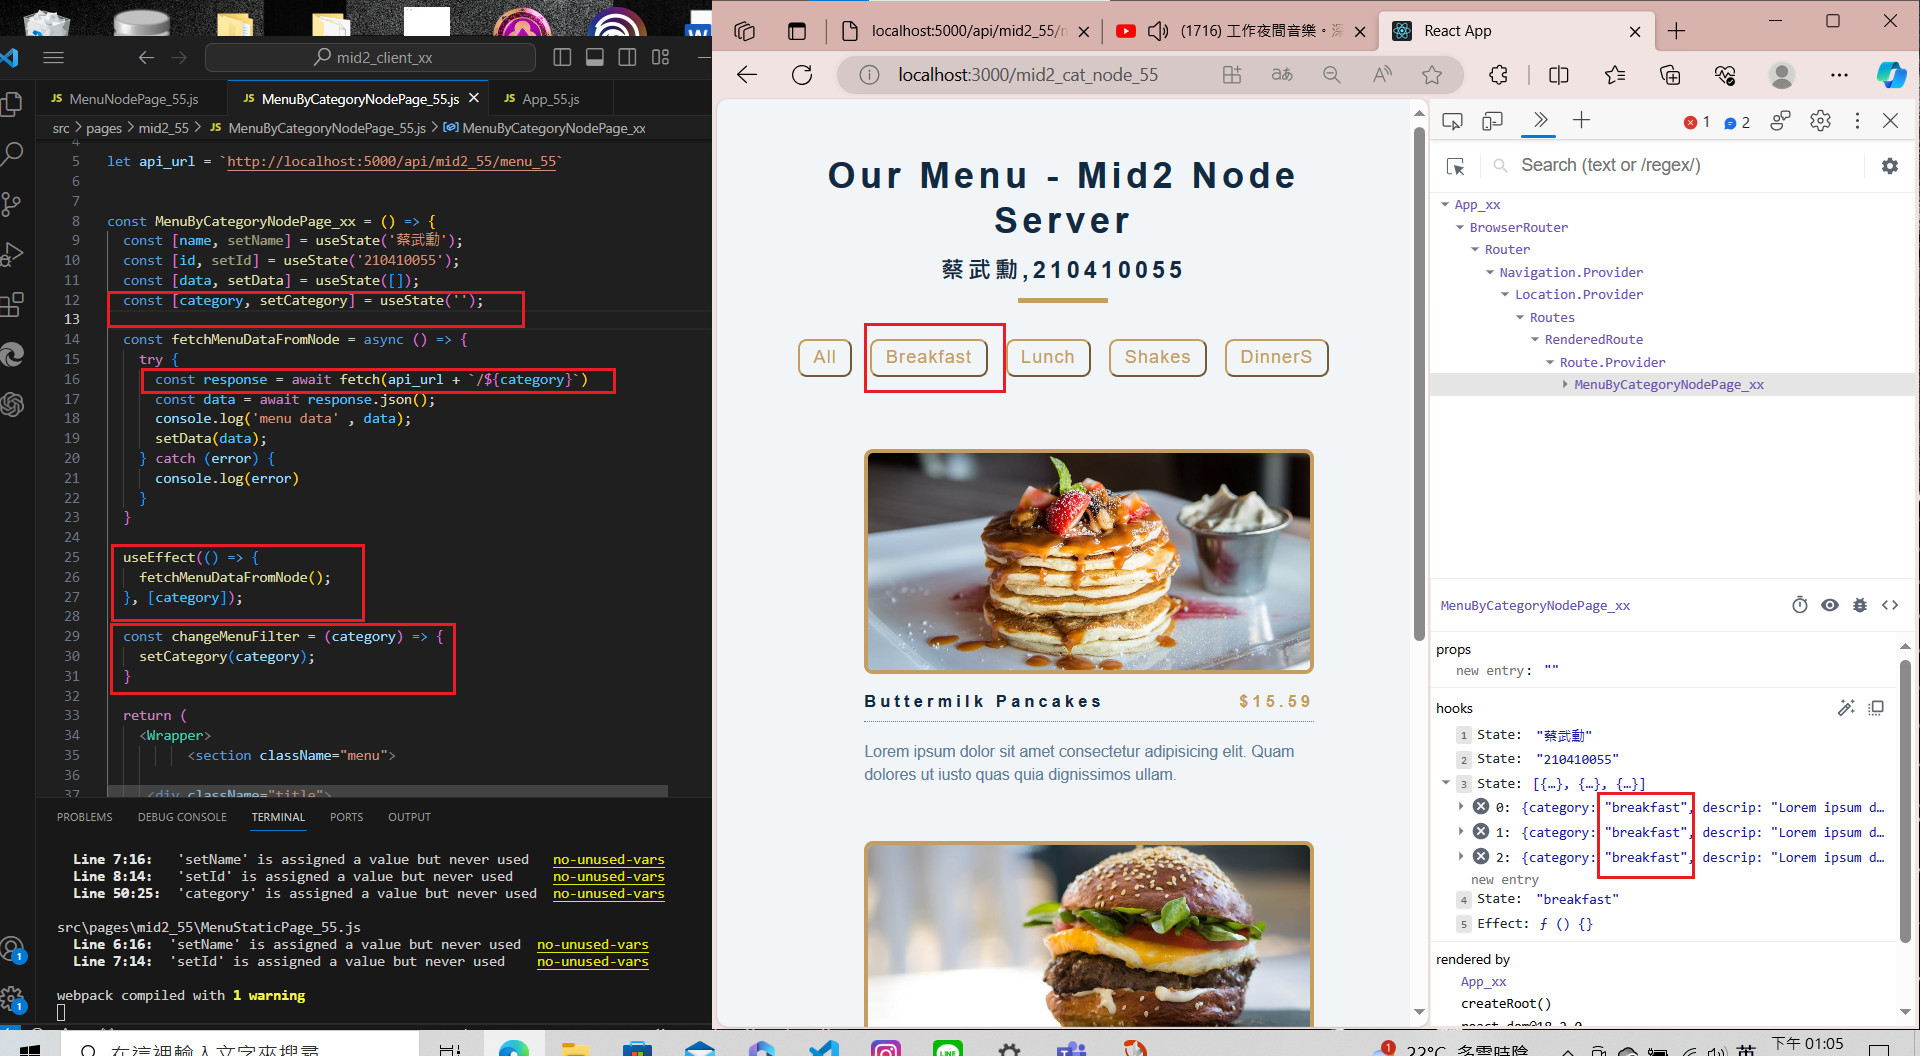 mid2_client_xx
MenuNodePage_55.js
MenuByCategoryNodePage_55.js
App_55.js
src > pages > mid2_55 > MenuByCategoryNodePage_55.js > MenuByCategoryNodePage_xx
4
5 let api_url = `http://localhost:5000/api/mid2_55/menu_55`
6
7
8 const MenuByCategoryNodePage_xx = () => {
9 const [name, setName] = useState('蔡武勳');
10 const [id, setId] = useState('210410055');
11 const [data, setData] = useState([]);
12 const [category, setCategory] = useState('');
13
14 const fetchMenuDataFromNode = async () => {
15 try {
16 const response = await fetch(api_url + `/${category}`)
17 const data = await response.json();
18 console.log('menu data' , data);
19 setData(data);
20 } catch (error) {
21 console.log(error)
22 }
23 }
24
25 useEffect(() => {
26 fetchMenuDataFromNode();
27 }, [category]);
28
29 const changeMenuFilter = (category) => {
30 setCategory(category);
31 }
32
33 return (
34 <Wrapper>
35 <section className="menu">
36
37 <div className="title">
PROBLEMS DEBUG CONSOLE TERMINAL PORTS OUTPUT
Line 7:16: 'setName' is assigned a value but never used no-unused-vars
Line 8:14: 'setId' is assigned a value but never used no-unused-vars
Line 50:25: 'category' is assigned a value but never used no-unused-vars
src\pages\mid2_55\MenuStaticPage_55.js
Line 6:16: 'setName' is assigned a value but never used no-unused-vars
Line 7:14: 'setId' is assigned a value but never used no-unused-vars
webpack compiled with 1 warning
localhost:5000/api/mid2_55/
(1716) 工作夜間音樂。
React App
localhost:3000/mid2_cat_node_55
Our Menu - Mid2 Node
Server
蔡武勳,210410055
All Breakfast Lunch Shakes DinnerS
Buttermilk Pancakes $15.59
Lorem ipsum dolor sit amet consectetur adipisicing elit. Quam
dolores ut iusto quas quia dignissimos ullam.
1 2
Search (text or /regex/)
App_xx
BrowserRouter
Router
Navigation.Provider
Location.Provider
Routes
RenderedRoute
Route.Provider
MenuByCategoryNodePage_xx
MenuByCategoryNodePage_xx
props
new entry: ""
hooks
1 State: "蔡武勳"
2 State: "210410055"
3 State: [{…}, {…}, {…}]
0: {category: "breakfast", descrip: "Lorem ipsum d…
1: {category: "breakfast", descrip: "Lorem ipsum d…
2: {category: "breakfast", descrip: "Lorem ipsum d…
new entry
4 State: "breakfast"
5 Effect: ƒ () {}
rendered by
App_xx
createRoot()
react-dom@18.2.0
在這裡輸入文字來搜尋
22°C 多雲時陰
英
下午 01:05